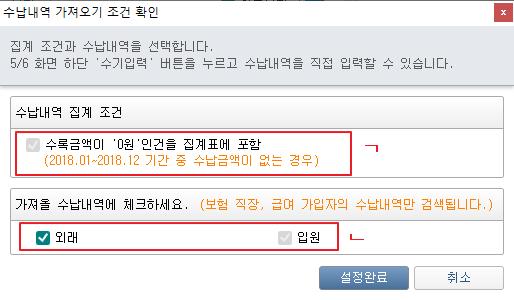 수납내역 가져오기 조건 확인
집계 조건과 수납내역을 선택합니다.
5/6 화면 하단 '수기입력' 버튼을 누르고 수납내역을 직접 입력할 수 있습니다.
수납내역 집계 조건
수록금액이 '0원'인건을 집계표에 포함
(2018.01~2018.12 기간 중 수납금액이 없는 경우)
ㄱ
가져올 수납내역에 체크하세요. (보험 직장, 급여 가입자의 수납내역만 검색됩니다.)
외래 입원
ㄴ
설정완료 취소